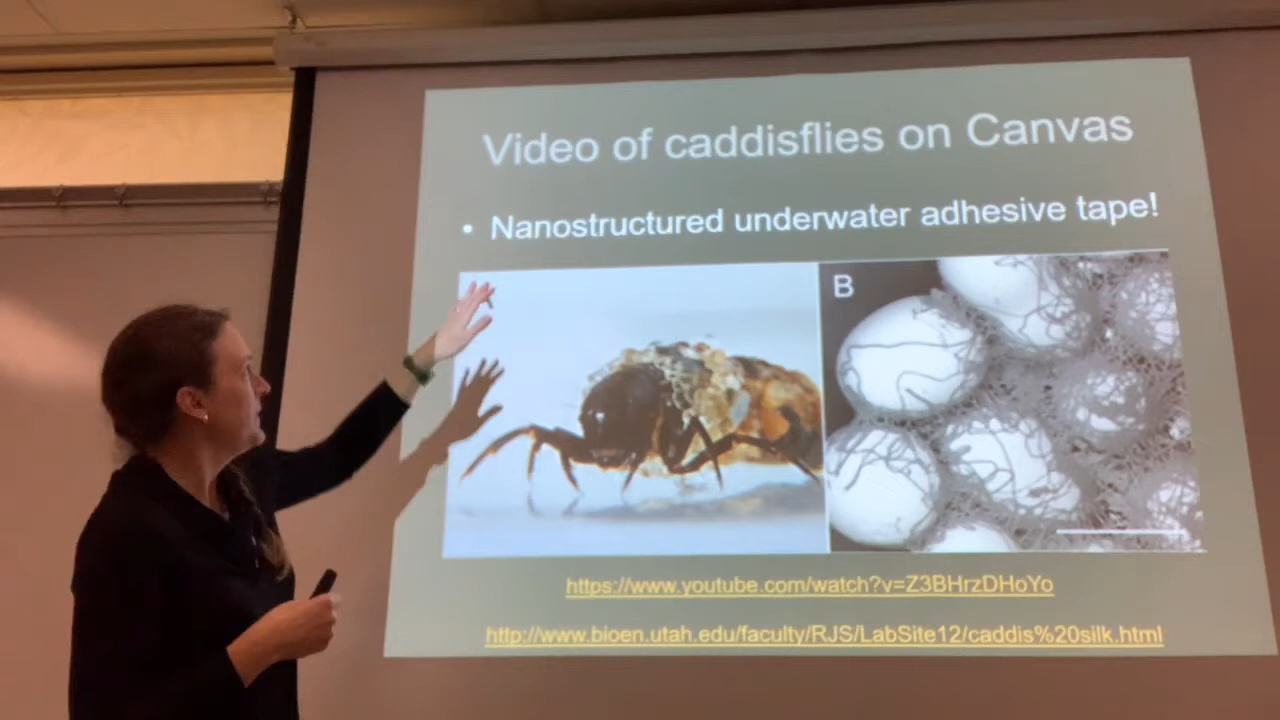 Video of caddisflies on Canvas
• Nanostructured underwater adhesive tape!
B
https://www.youtube.com/watch?v=Z3BHrzDHoYo
http://www.bioen.utah.edu/faculty/RJS/LabSite12/caddis%20silk.html